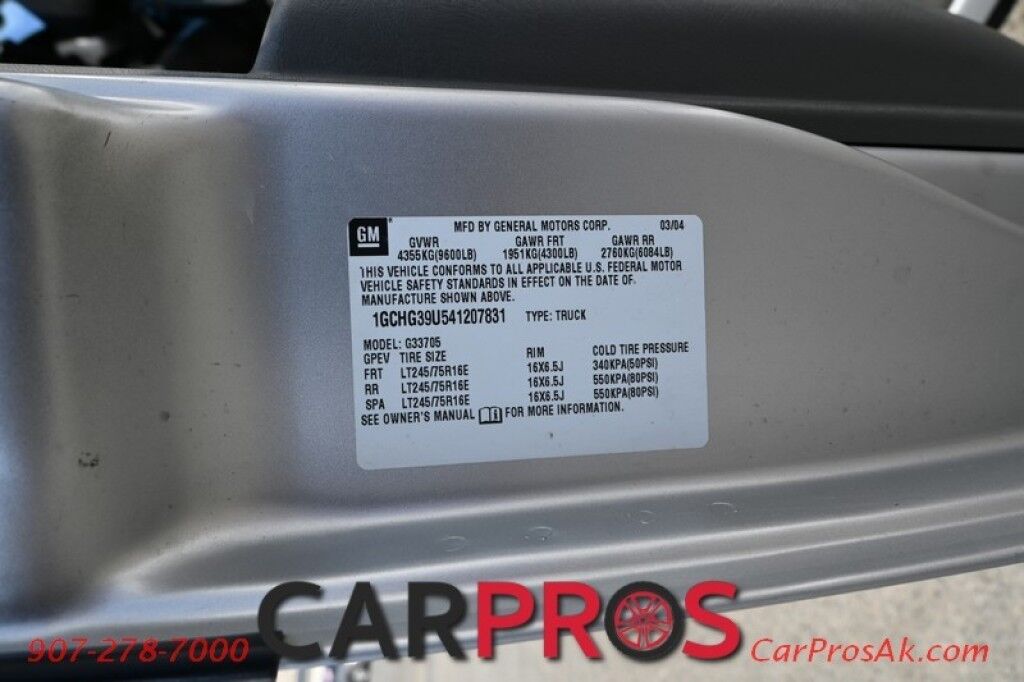 GM
MFD BY GENERAL MOTORS CORP. 03/04
GVWR GAWR FRT GAWR RR
4355KG(9600LB) 1951KG(4300LB) 2760KG(6084LB)
THIS VEHICLE CONFORMS TO ALL APPLICABLE U.S. FEDERAL MOTOR
VEHICLE SAFETY STANDARDS IN EFFECT ON THE DATE OF
MANUFACTURE SHOWN ABOVE.
1GCHG39U541207831 TYPE: TRUCK
MODEL: G33705
GPEV TIRE SIZE RIM COLD TIRE PRESSURE
FRT LT245/75R16E 16X6.5J 340KPA(50PSI)
RR LT245/75R16E 16X6.5J 550KPA(80PSI)
SPA LT245/75R16E 16X6.5J 550KPA(80PSI)
SEE OWNER'S MANUAL FOR MORE INFORMATION.
CARPROS
907-278-7000 CarProsAk.com